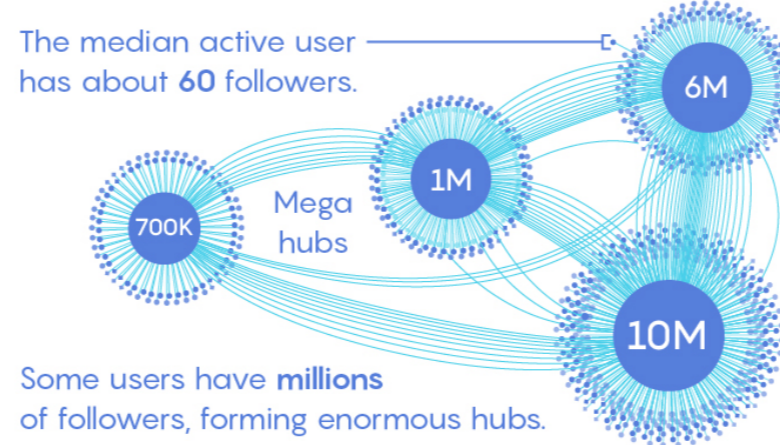 The median active user
has about 60 followers.
6M
1M
700K
Mega
hubs
10M
Some users have millions
of followers, forming enormous hubs.